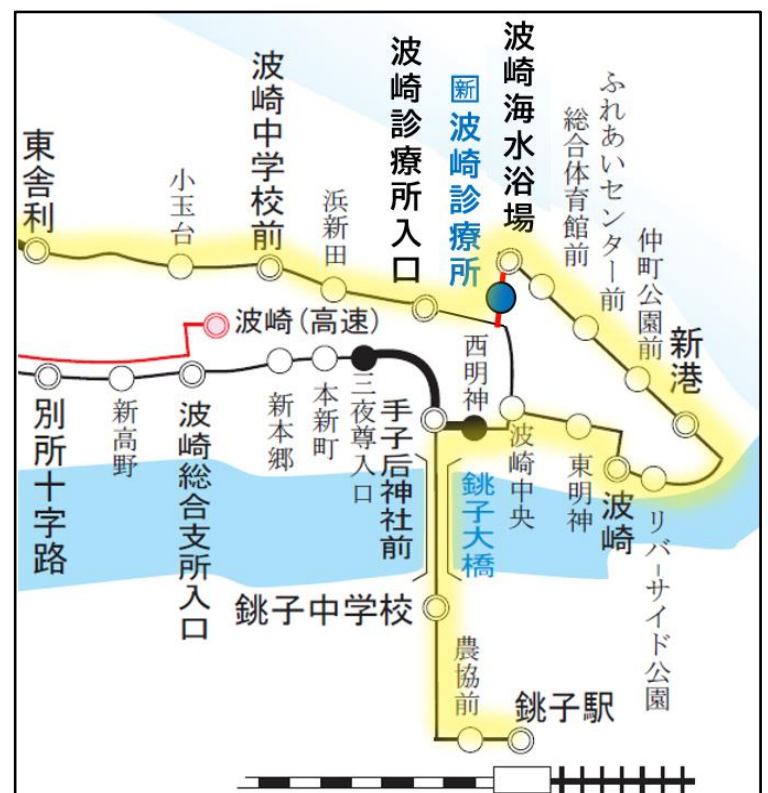 東舎利
小玉台
波崎中学校前
浜新田
波崎診療所入口
新
波崎診療所
波崎海水浴場
総合体育館前
ふれあいセンター前
仲町公園前
新港
波崎(高速)
別所十字路
新高野
波崎総合支所入口
新本郷
本新町
三夜尊入口
手子后神社前
西明神
波崎中央
東明神
波崎
リバーサイド公園
銚子大橋
銚子中学校
農協前
銚子駅